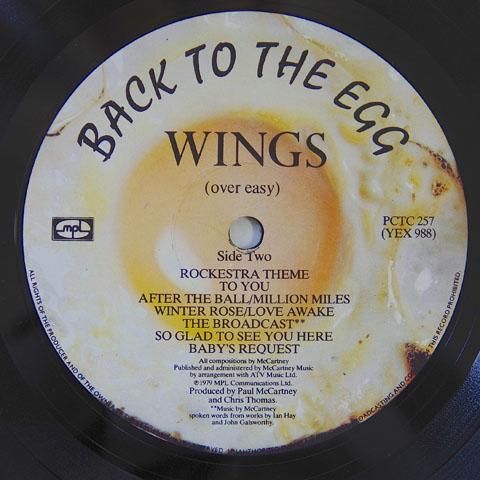 BACK TO THE EGG
WINGS
(over easy)
mpl
PCTC 257
(YEX 988)
Side Two
ROCKESTRA THEME
TO YOU
AFTER THE BALL/MILLION MILES
WINTER ROSE/LOVE AWAKE
THE BROADCAST**
SO GLAD TO SEE YOU HERE
BABY'S REQUEST
All compositions by McCartney
Published and administered by McCartney Music
by arrangement with ATV Music Ltd.
℗1979 MPL Communications Ltd.
Produced by Paul McCartney
and Chris Thomas.
**Music by McCartney
spoken words from works by Ian Hay
and John Galsworthy.
ALL RIGHTS OF THE PRODUCER AND OF THE OWNER
RESERVED
THIS RECORD PROHIBITED